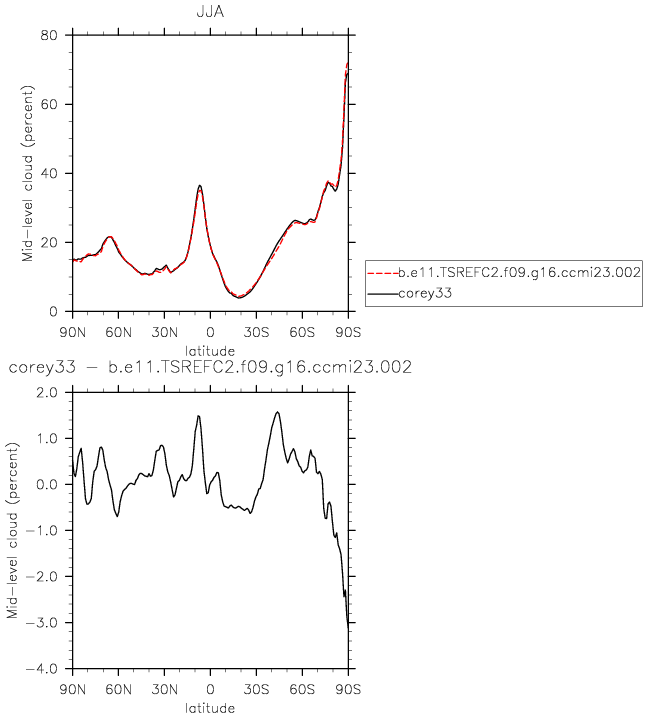 JJA
80
60
40
20
0
Mid-level cloud (percent)
90N 60N 30N 0 30S 60S 90S
latitude
b.e11.TSREFC2.f09.g16.ccmi23.002
corey33
corey33 - b.e11.TSREFC2.f09.g16.ccmi23.002
2.0
1.0
0.0
-1.0
-2.0
-3.0
-4.0
Mid-level cloud (percent)
90N 60N 30N 0 30S 60S 90S
latitude